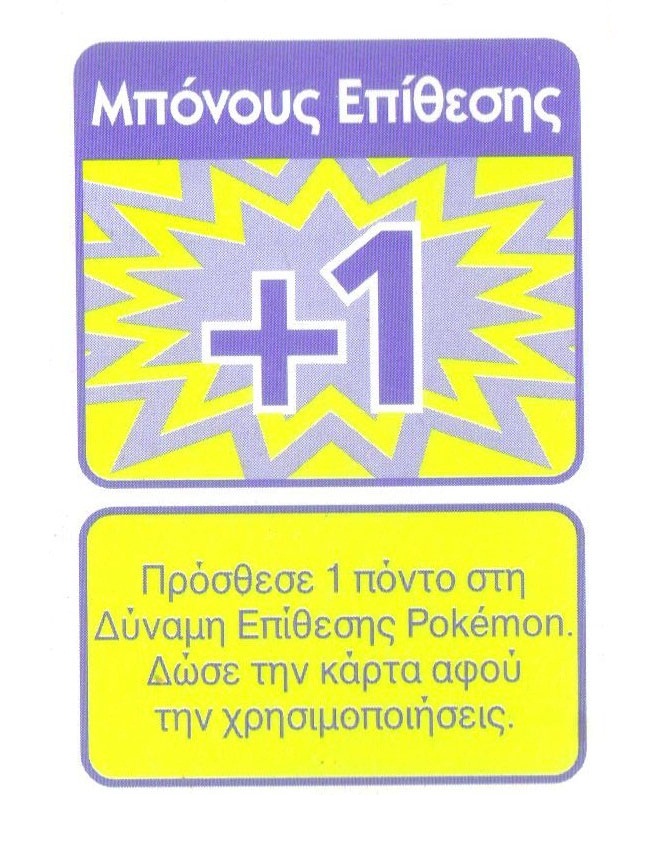 Μπόνους Επίθεσης
+1
Πρόσθεσε 1 πόντο στη
Δύναμη Επίθεσης Pokémon.
Δώσε την κάρτα αφού
την χρησιμοποιήσεις.